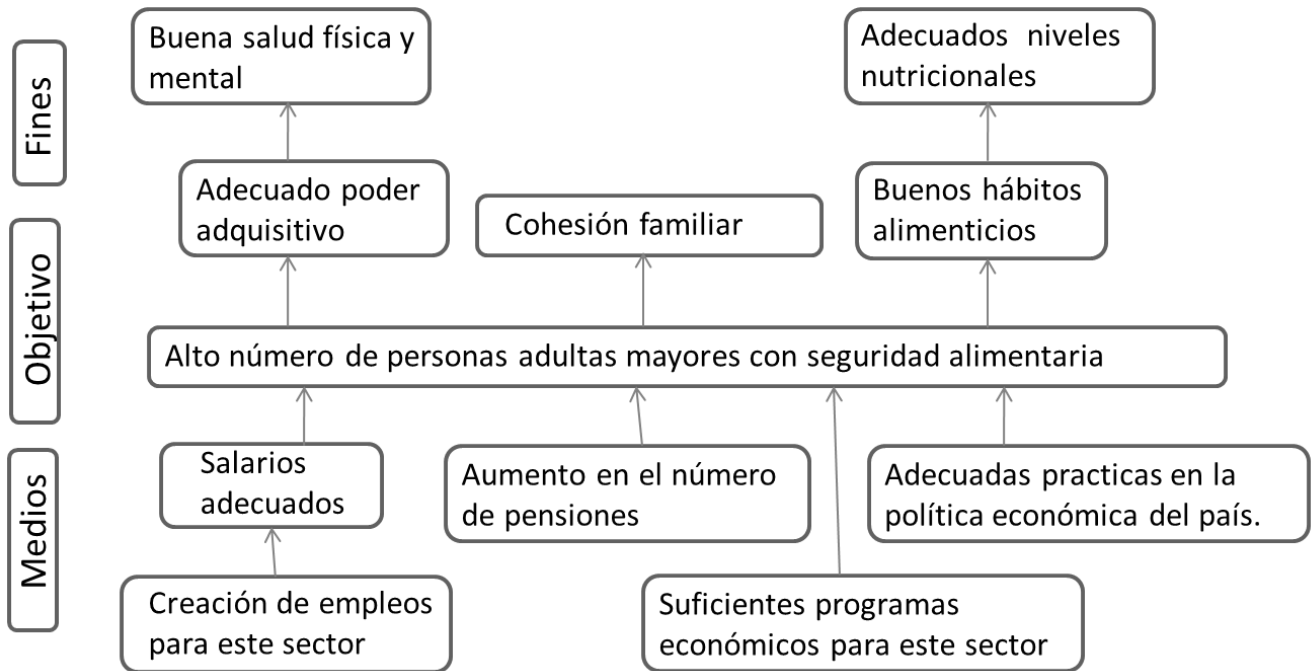 Fines
Buena salud física y
mental
Adecuados niveles
nutricionales
Adecuado poder
adquisitivo
Cohesión familiar
Buenos hábitos
alimenticios
Objetivo
Alto número de personas adultas mayores con seguridad alimentaria
Medios
Salarios
adecuados
Aumento en el número
de pensiones
Adecuadas practicas en la
política económica del país.
Creación de empleos
para este sector
Suficientes programas
económicos para este sector